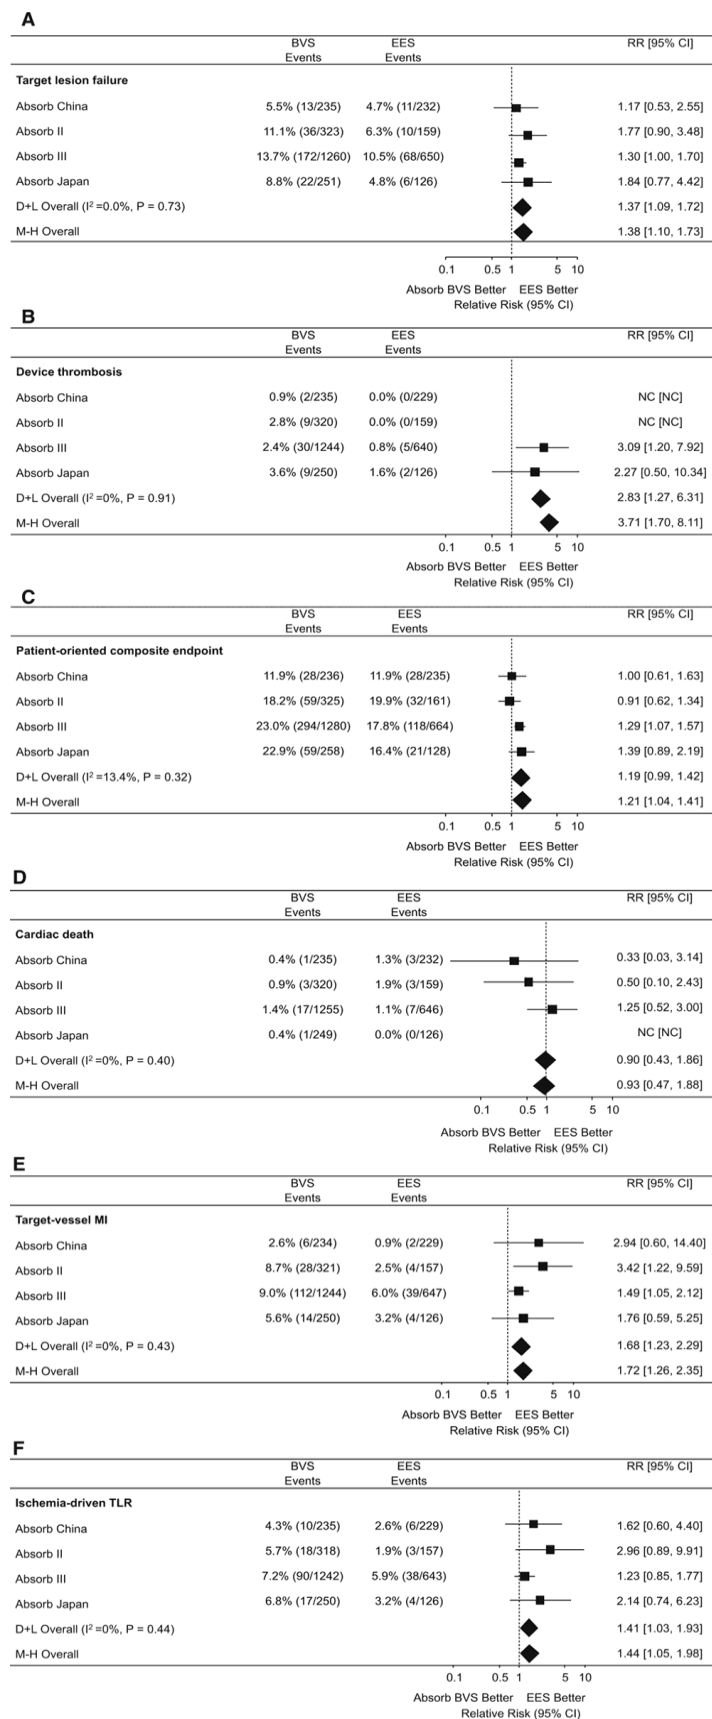 A
BVS EES RR [95% CI]
Events Events
Target lesion failure
Absorb China 5.5% (13/235) 4.7% (11/232) 1.17 [0.53, 2.55]
Absorb II 11.1% (36/323) 6.3% (10/159) 1.77 [0.90, 3.48]
Absorb III 13.7% (172/1260) 10.5% (68/650) 1.30 [1.00, 1.70]
Absorb Japan 8.8% (22/251) 4.8% (6/126) 1.84 [0.77, 4.42]
D+L Overall (I² =0.0%, P = 0.73) 1.37 [1.09, 1.72]
M-H Overall 1.38 [1.10, 1.73]
0.1 0.5 1 5 10
Absorb BVS Better EES Better
Relative Risk (95% CI)
B
BVS EES RR [95% CI]
Events Events
Device thrombosis
Absorb China 0.9% (2/235) 0.0% (0/229) NC [NC]
Absorb II 2.8% (9/320) 0.0% (0/159) NC [NC]
Absorb III 2.4% (30/1244) 0.8% (5/640) 3.09 [1.20, 7.92]
Absorb Japan 3.6% (9/250) 1.6% (2/126) 2.27 [0.50, 10.34]
D+L Overall (I² =0%, P = 0.91) 2.83 [1.27, 6.31]
M-H Overall 3.71 [1.70, 8.11]
0.1 0.5 1 5 10
Absorb BVS Better EES Better
Relative Risk (95% CI)
C
BVS EES RR [95% CI]
Events Events
Patient-oriented composite endpoint
Absorb China 11.9% (28/236) 11.9% (28/235) 1.00 [0.61, 1.63]
Absorb II 18.2% (59/325) 19.9% (32/161) 0.91 [0.62, 1.34]
Absorb III 23.0% (294/1280) 17.8% (118/664) 1.29 [1.07, 1.57]
Absorb Japan 22.9% (59/258) 16.4% (21/128) 1.39 [0.89, 2.19]
D+L Overall (I² =13.4%, P = 0.32) 1.19 [0.99, 1.42]
M-H Overall 1.21 [1.04, 1.41]
0.1 0.5 1 5 10
Absorb BVS Better EES Better
Relative Risk (95% CI)
D
BVS EES RR [95% CI]
Events Events
Cardiac death
Absorb China 0.4% (1/235) 1.3% (3/232) 0.33 [0.03, 3.14]
Absorb II 0.9% (3/320) 1.9% (3/159) 0.50 [0.10, 2.43]
Absorb III 1.4% (17/1255) 1.1% (7/646) 1.25 [0.52, 3.00]
Absorb Japan 0.4% (1/249) 0.0% (0/126) NC [NC]
D+L Overall (I² =0%, P = 0.40) 0.90 [0.43, 1.86]
M-H Overall 0.93 [0.47, 1.88]
0.1 0.5 1 5 10
Absorb BVS Better EES Better
Relative Risk (95% CI)
E
BVS EES RR [95% CI]
Events Events
Target-vessel MI
Absorb China 2.6% (6/234) 0.9% (2/229) 2.94 [0.60, 14.40]
Absorb II 8.7% (28/321) 2.5% (4/157) 3.42 [1.22, 9.59]
Absorb III 9.0% (112/1244) 6.0% (39/647) 1.49 [1.05, 2.12]
Absorb Japan 5.6% (14/250) 3.2% (4/126) 1.76 [0.59, 5.25]
D+L Overall (I² =0%, P = 0.43) 1.68 [1.23, 2.29]
M-H Overall 1.72 [1.26, 2.35]
0.1 0.5 1 5 10
Absorb BVS Better EES Better
Relative Risk (95% CI)
F
BVS EES RR [95% CI]
Events Events
Ischemia-driven TLR
Absorb China 4.3% (10/235) 2.6% (6/229) 1.62 [0.60, 4.40]
Absorb II 5.7% (18/318) 1.9% (3/157) 2.96 [0.89, 9.91]
Absorb III 7.2% (90/1242) 5.9% (38/643) 1.23 [0.85, 1.77]
Absorb Japan 6.8% (17/250) 3.2% (4/126) 2.14 [0.74, 6.23]
D+L Overall (I² =0%, P = 0.44) 1.41 [1.03, 1.93]
M-H Overall 1.44 [1.05, 1.98]
0.1 0.5 1 5 10
Absorb BVS Better EES Better
Relative Risk (95% CI)